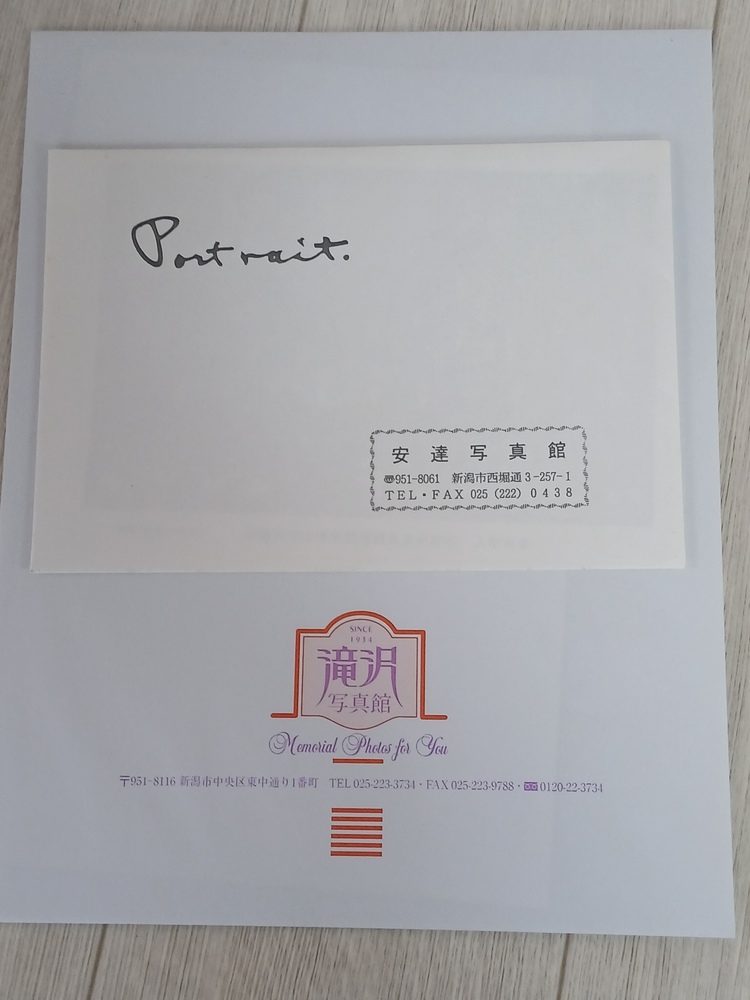 Portrait.
安達写真館
☎951-8061 新潟市西堀通3-257-1
TEL・FAX 025 (222) 0438
SINCE
1934
滝沢
写真館
Memorial Photos for You
〒951-8116 新潟市中央区東中通り1番町 TEL 025-223-3734・FAX 025-223-9788・0120-22-3734